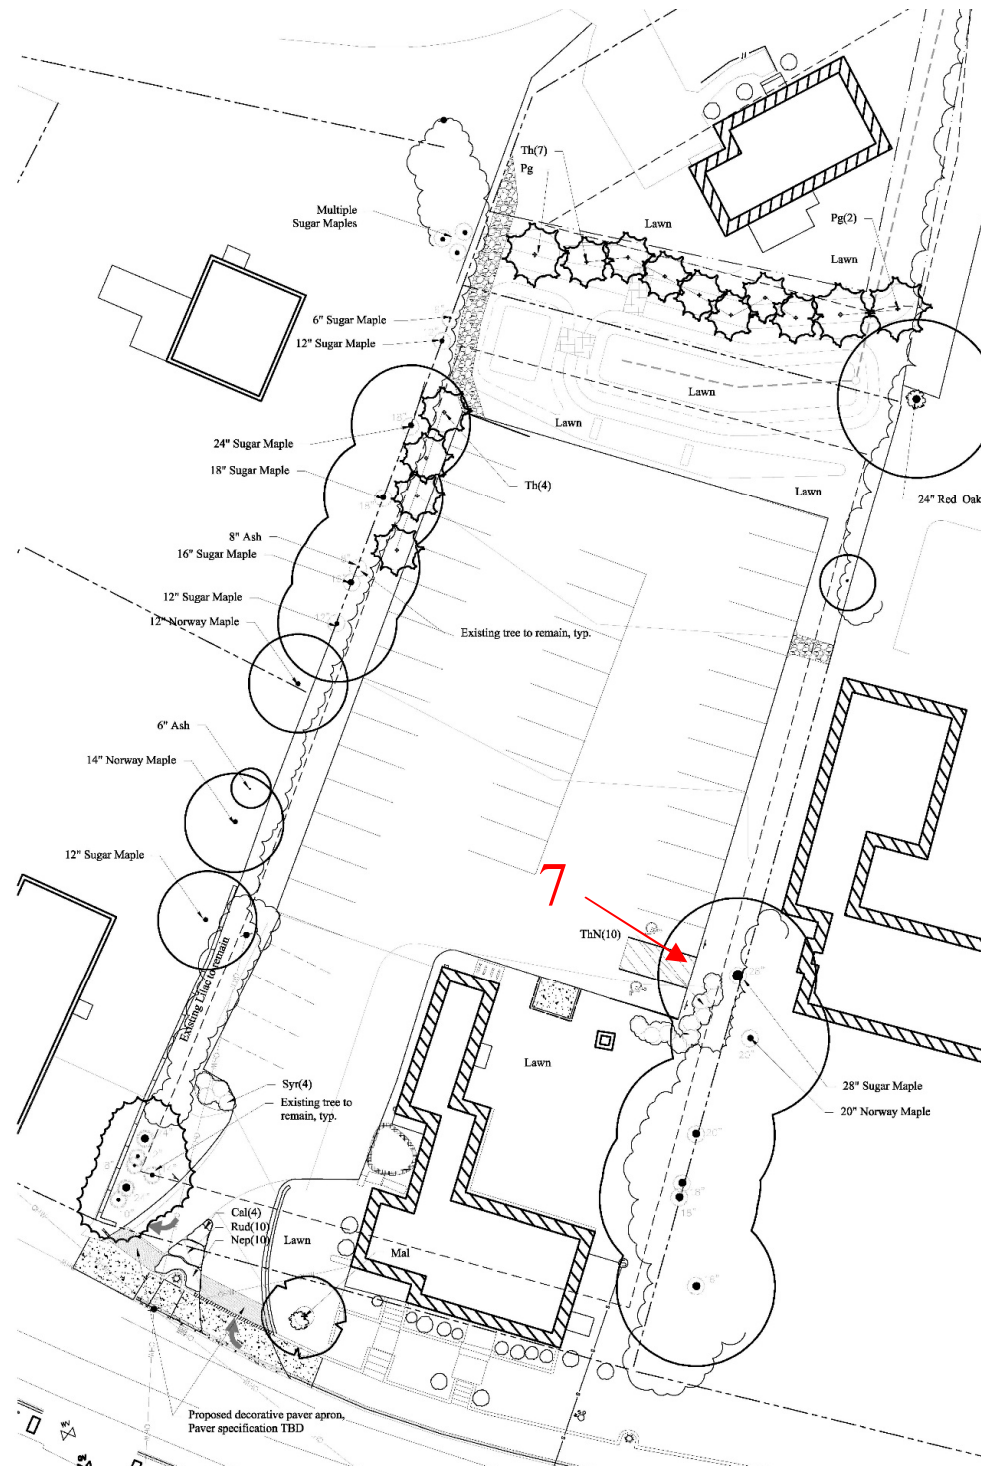 Th(7)
Pg
Multiple
Sugar Maples
Lawn
Pg(2)
Lawn
6" Sugar Maple
12" Sugar Maple
Lawn
Lawn
18"
24" Sugar Maple
18" Sugar Maple
Th(4)
Lawn
24" Red Oak
18"
8" Ash
16" Sugar Maple
12" Sugar Maple
12" Norway Maple
Existing tree to remain, typ.
6" Ash
14" Norway Maple
12" Sugar Maple
7
ThN(10)
Existing Lilac to remain
Lawn
28" Sugar Maple
20" Norway Maple
Syr(4)
Existing tree to
remain, typ.
20"
18"
Cal(4)
Rud(10)
Nep(10)
Lawn
Mal
Proposed decorative paver apron,
Paver specification TBD